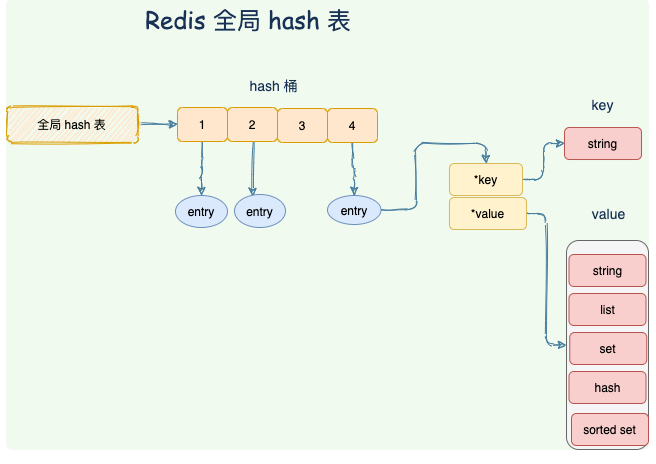 Redis 全局 hash 表
hash 桶
key
全局 hash 表
1
2
3
4
string
*key
entry
entry
entry
*value
value
string
list
set
hash
sorted set